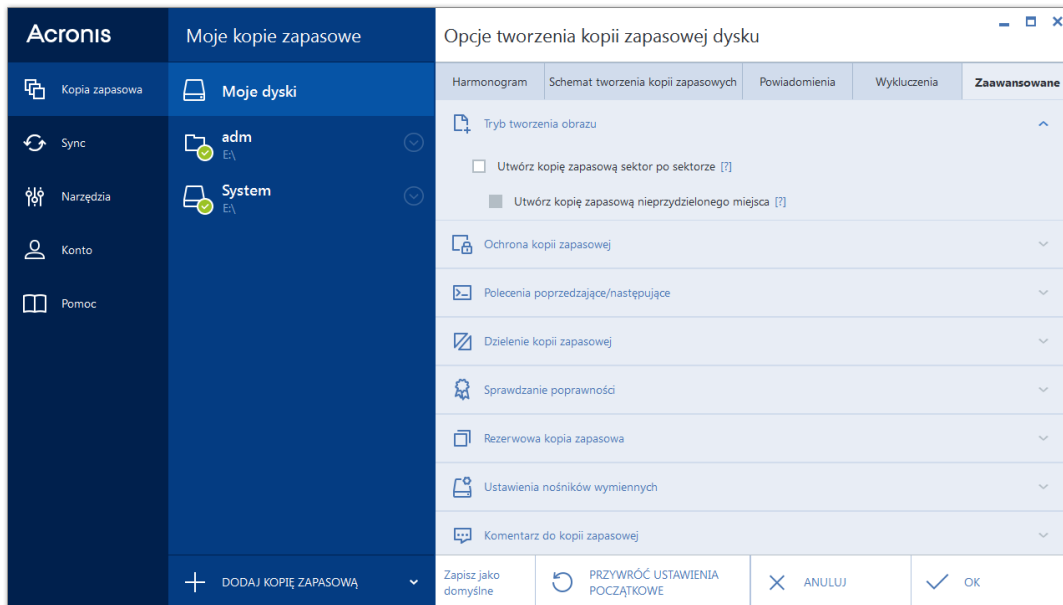 Acronis
Kopia zapasowa
Sync
Narzędzia
Konto
Pomoc
Moje kopie zapasowe
Moje dyski
adm
E:\
System
E:\
DODAJ KOPIĘ ZAPASOWĄ
Opcje tworzenia kopii zapasowej dysku
Harmonogram
Schemat tworzenia kopii zapasowych
Powiadomienia
Wykluczenia
Zaawansowane
Tryb tworzenia obrazu
Utwórz kopię zapasową sektor po sektorze [?]
Utwórz kopię zapasową nieprzydzielonego miejsca [?]
Ochrona kopii zapasowej
Polecenia poprzedzające/następujące
Dzielenie kopii zapasowej
Sprawdzanie poprawności
Rezerwowa kopia zapasowa
Ustawienia nośników wymiennych
Komentarz do kopii zapasowej
Zapisz jako
domyślne
PRZYWRÓĆ USTAWIENIA
POCZĄTKOWE
ANULUJ
OK